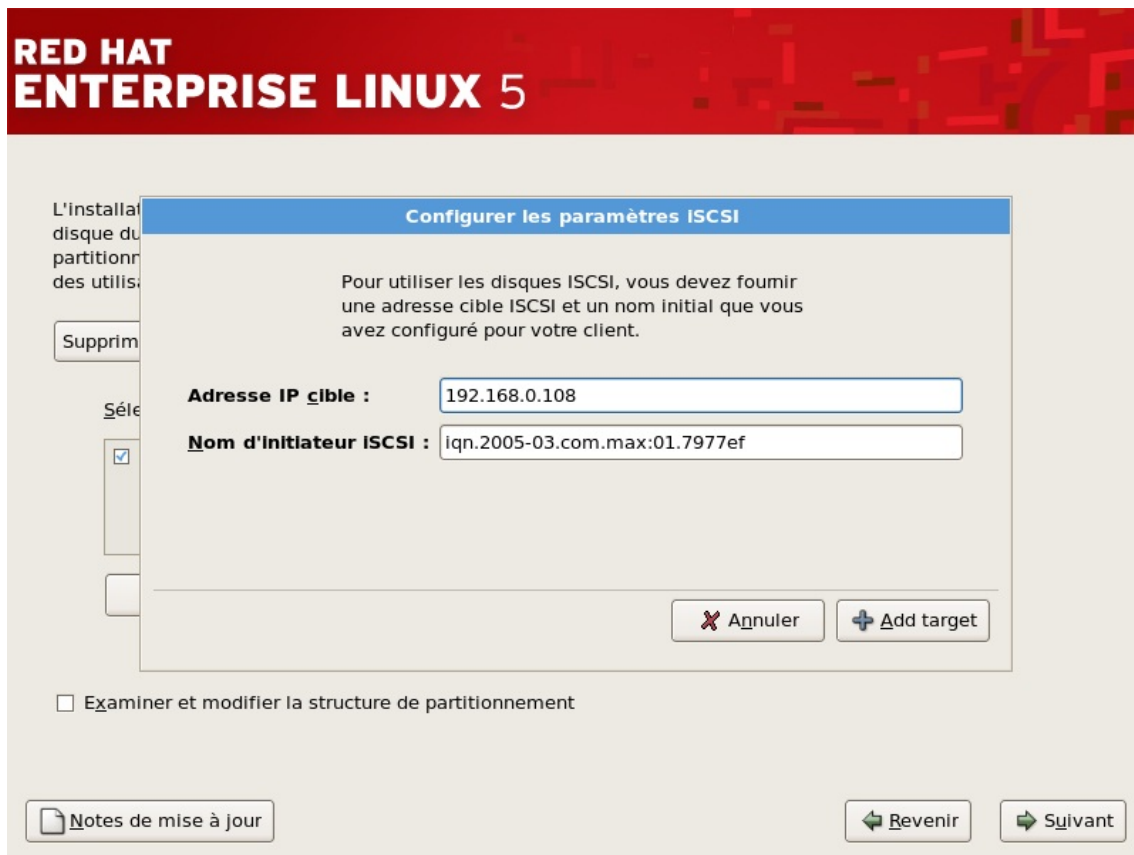 RED HAT
ENTERPRISE LINUX 5
L'installat
disque du
partitionn
des utilisa
Supprim
Séle
Configurer les paramètres iSCSI
Pour utiliser les disques ISCSI, vous devez fournir
une adresse cible ISCSI et un nom initial que vous
avez configuré pour votre client.
Adresse IP cible : 192.168.0.108
Nom d'initiateur iSCSI : iqn.2005-03.com.max:01.7977ef
Annuler Add target
Examiner et modifier la structure de partitionnement
Notes de mise à jour Revenir Suivant